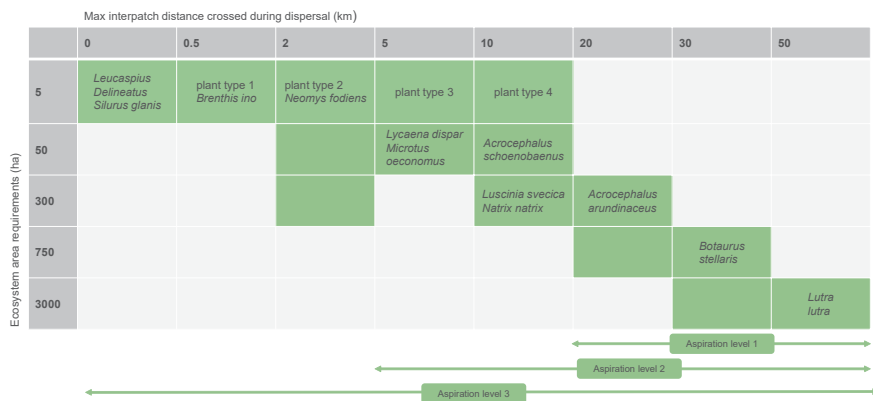 Max interpatch distance crossed during dispersal (km)
0 0.5 2 5 10 20 30 50
Ecosystem area requirements (ha)
5
Leucaspius
Delineatus
Silurus glanis
plant type 1
Brenthis ino
plant type 2
Neomys fodiens
plant type 3
plant type 4
50
Lycaena dispar
Microtus
oeconomus
Acrocephalus
schoenobaenus
300
Luscinia svecica
Natrix natrix
Acrocephalus
arundinaceus
750
Botaurus
stellaris
3000
Lutra
lutra
Aspiration level 1
Aspiration level 2
Aspiration level 3